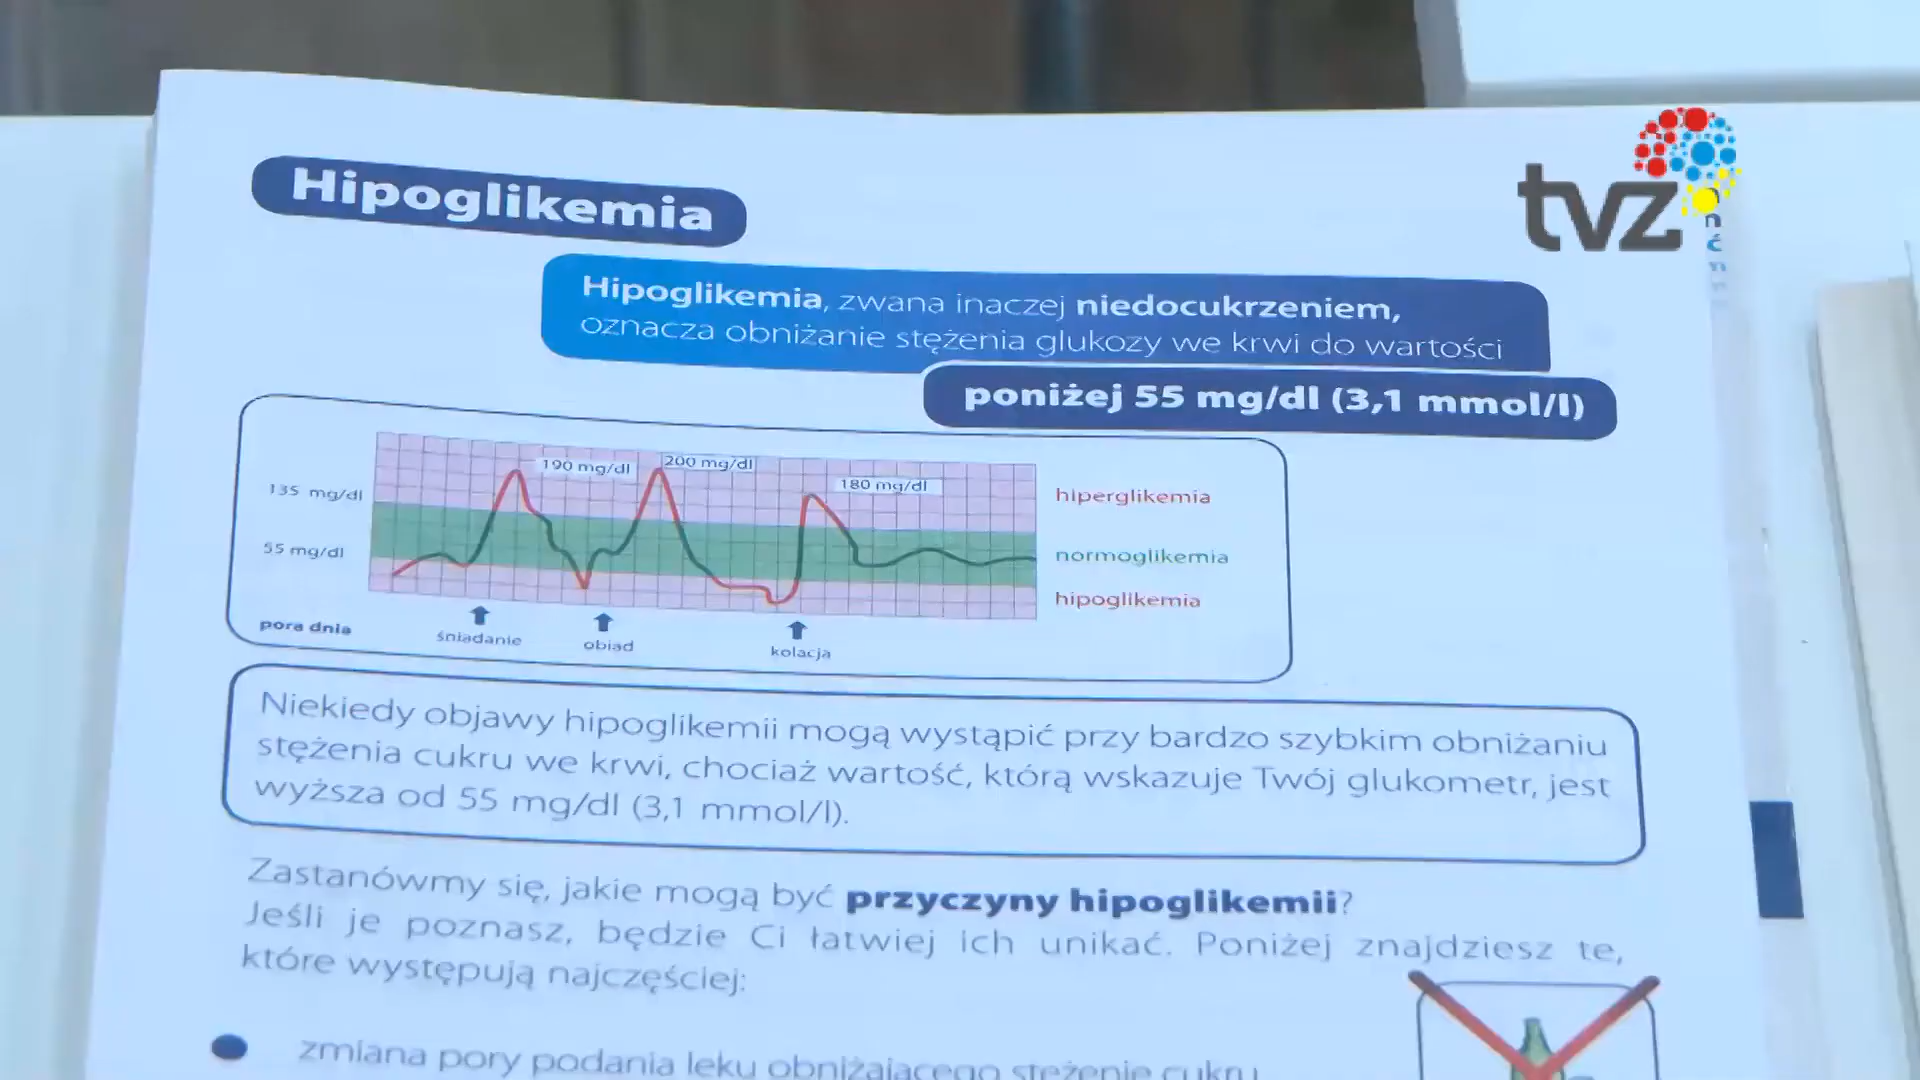 tvz
Hipoglikemia
Hipoglikemia, zwana inaczej niedocukrzeniem,
oznacza obniżanie stężenia glukozy we krwi do wartości
poniżej 55 mg/dl (3,1 mmol/l)
190 mg/dl
200 mg/dl
180 mg/dl
135 mg/dl
55 mg/dl
hiperglikemia
normoglikemia
hipoglikemia
pora dnia
śniadanie
obiad
kolacja
Niekiedy objawy hipoglikemii mogą wystąpić przy bardzo szybkim obniżaniu
stężenia cukru we krwi, chociaż wartość, którą wskazuje Twój glukometr, jest
wyższa od 55 mg/dl (3,1 mmol/l).
Zastanówmy się, jakie mogą być przyczyny hipoglikemii?
Jeśli je poznasz, będzie Ci łatwiej ich unikać. Poniżej znajdziesz te,
które występują najczęściej:
zmiana pory podania leku obniżającego stężenie cukru